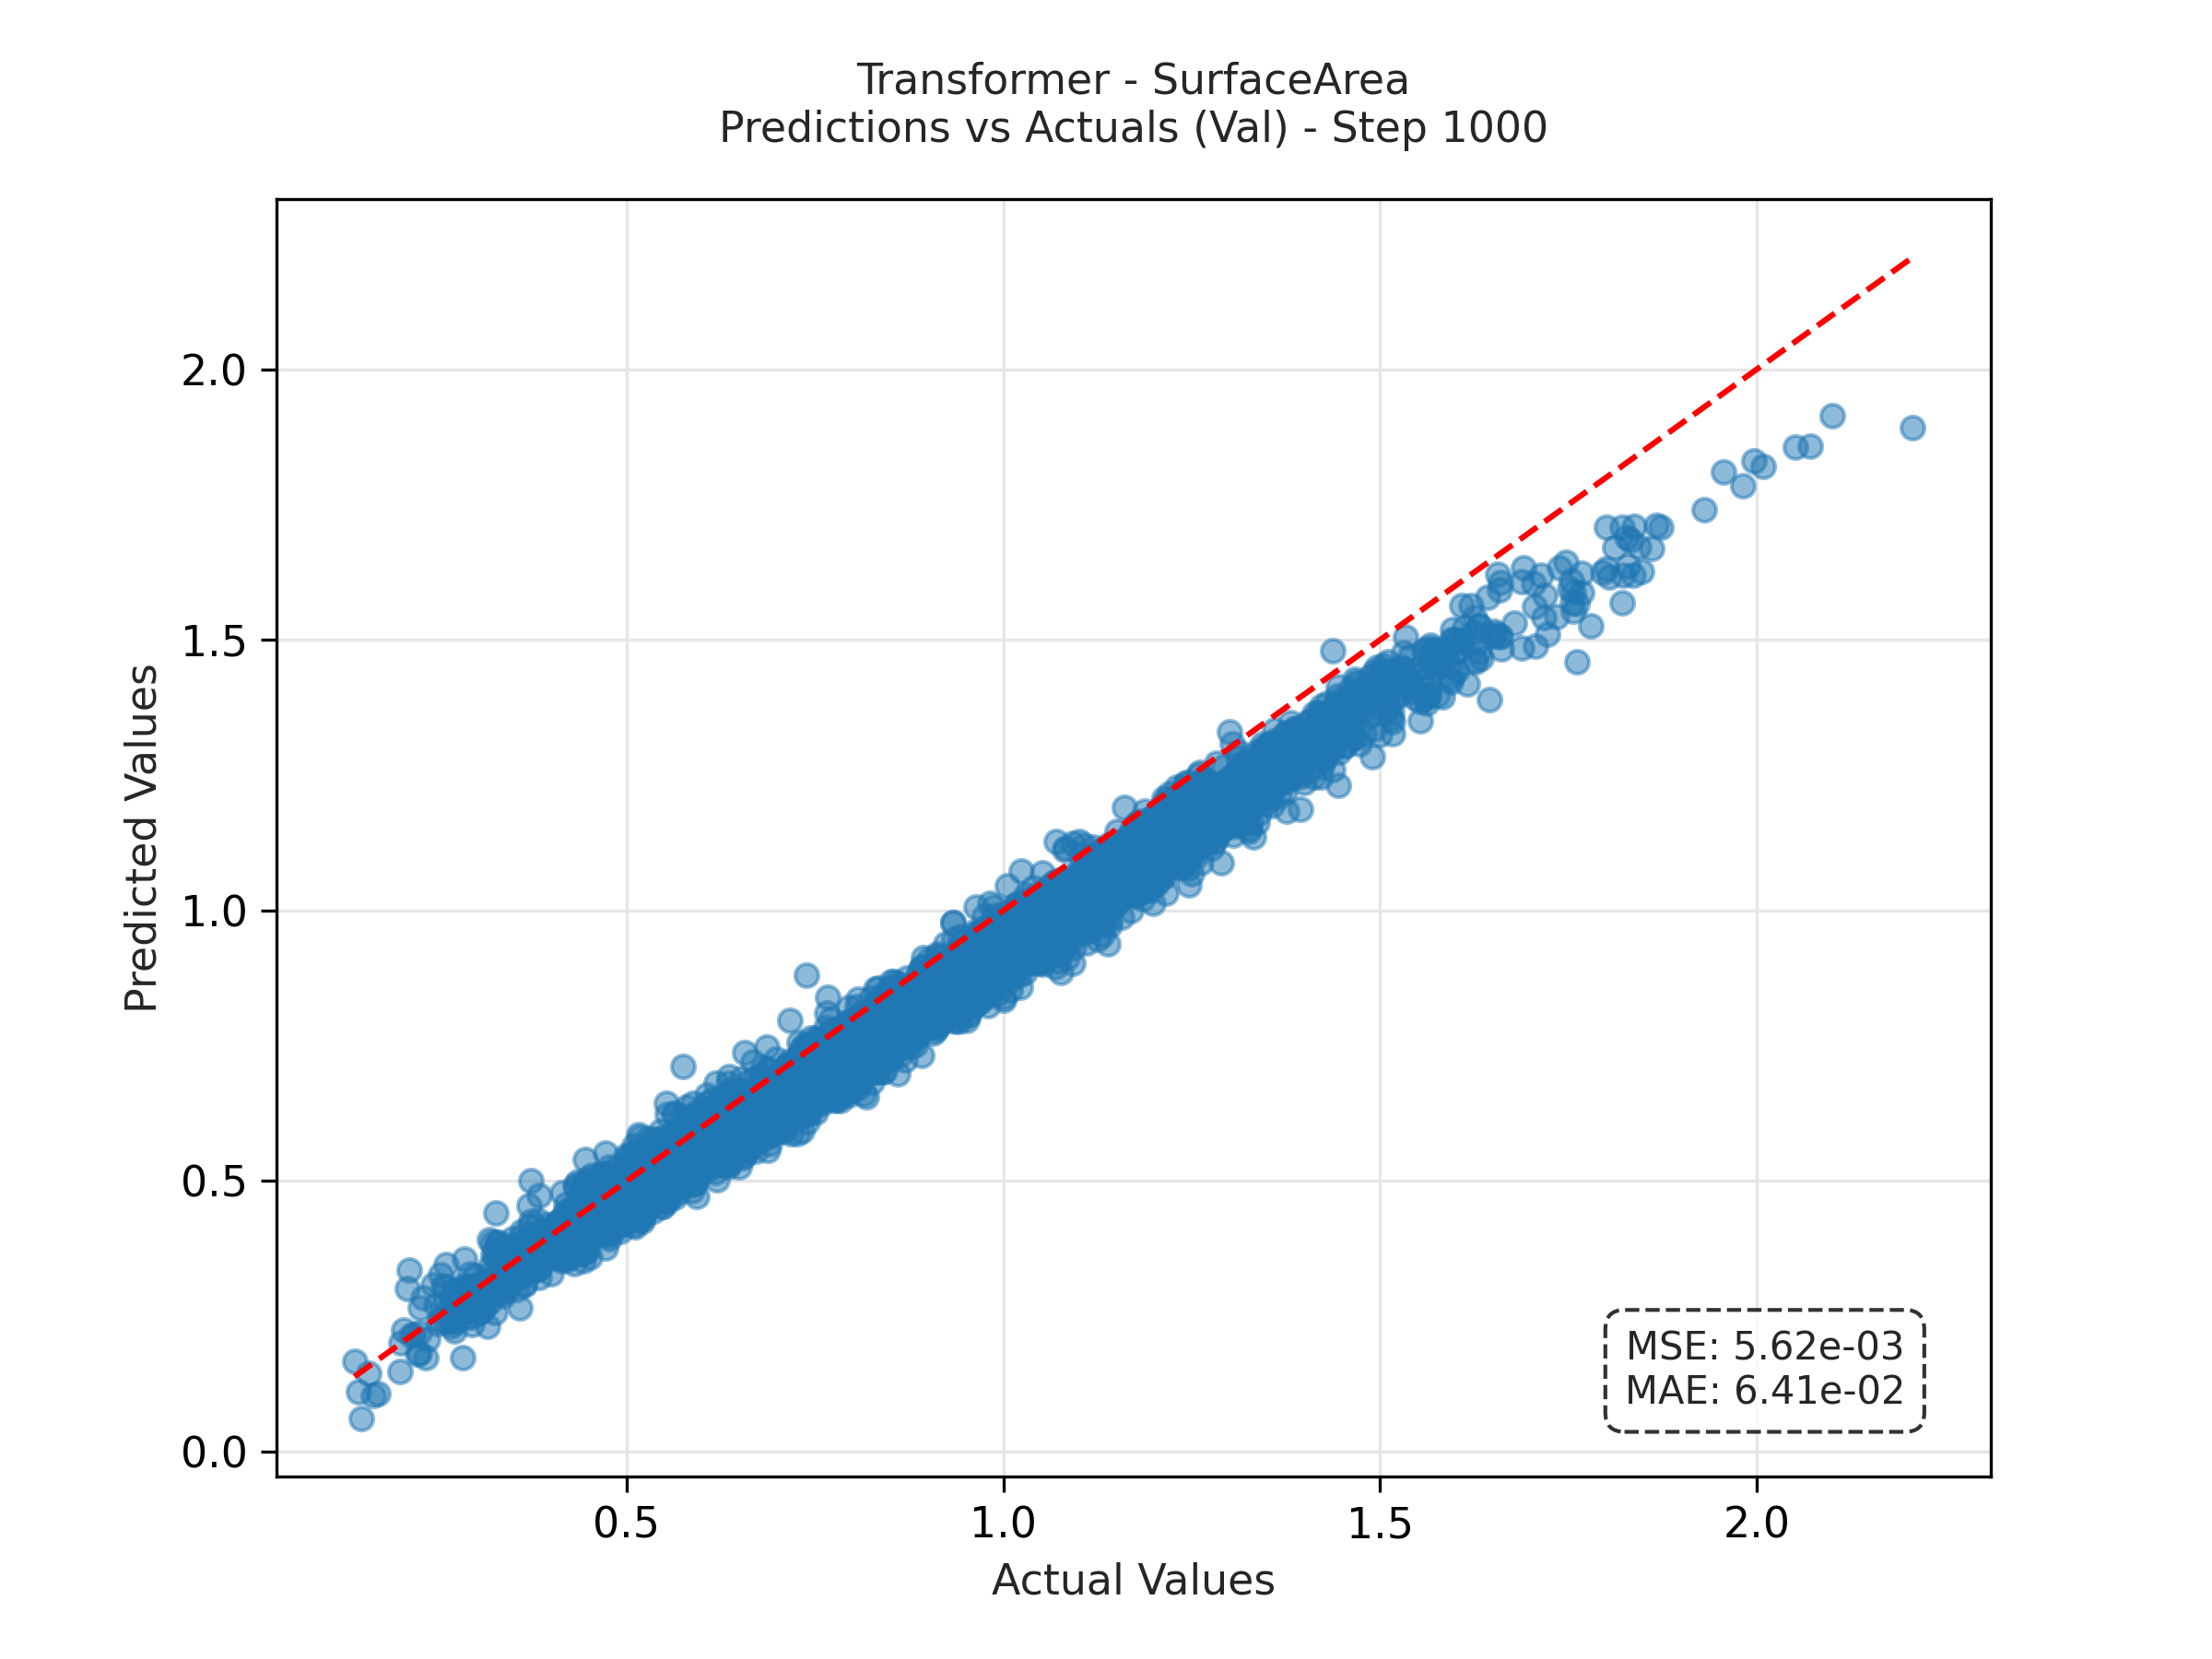 Transformer - SurfaceArea
Predictions vs Actuals (Val) - Step 1000
Predicted Values
2.0
1.5
1.0
0.5
0.0
MSE: 5.62e-03
MAE: 6.41e-02
0.5
1.0
1.5
2.0
Actual Values